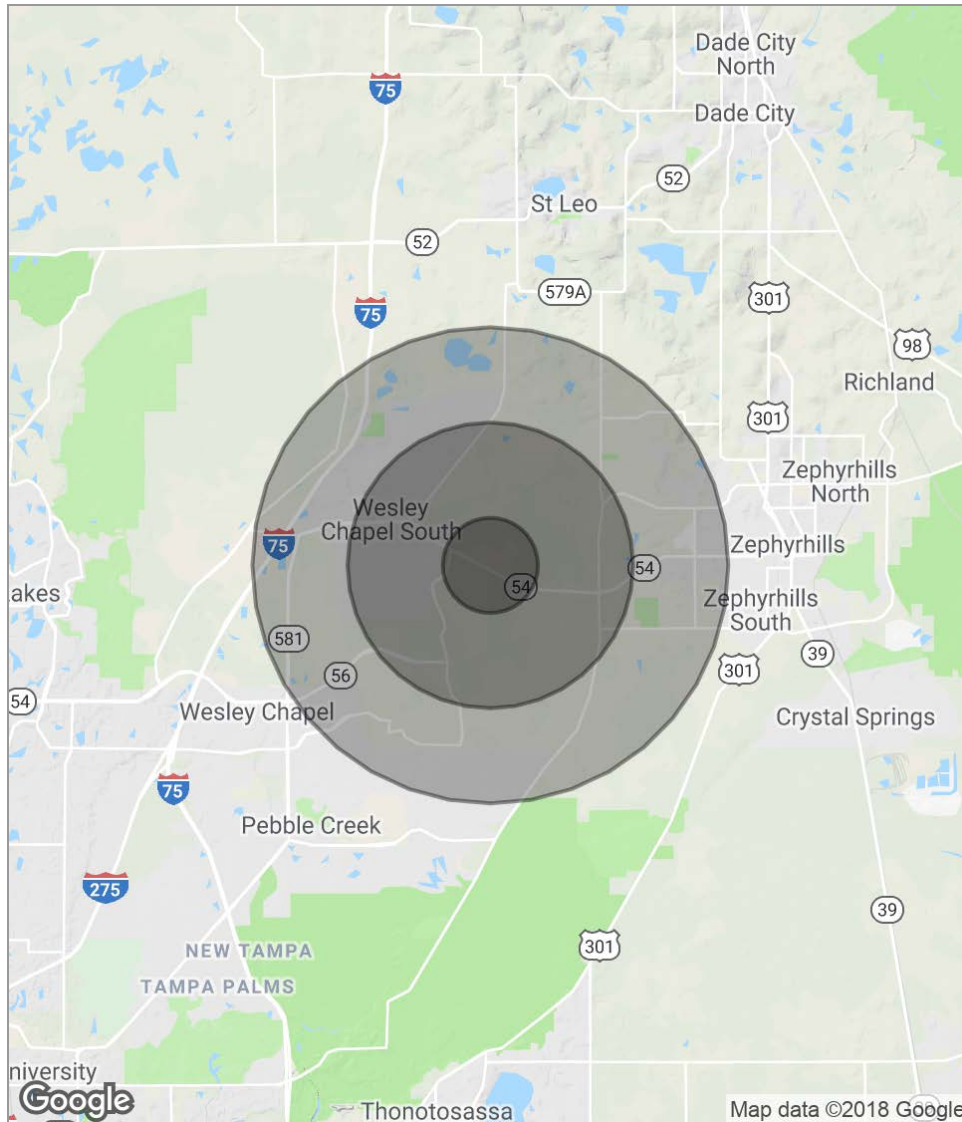 Dade City
North
75
Dade City
52
St Leo
52
579A
301
75
98
Richland
301
Zephyrhills
North
Wesley
Chapel South
75
Zephyrhills
54
54
akes
Zephyrhills
South
581
39
56
301
54
Wesley Chapel
Crystal Springs
75
Pebble Creek
275
39
301
NEW TAMPA
TAMPA PALMS
niversity
Google
Thonotosassa
Map data ©2018 Google